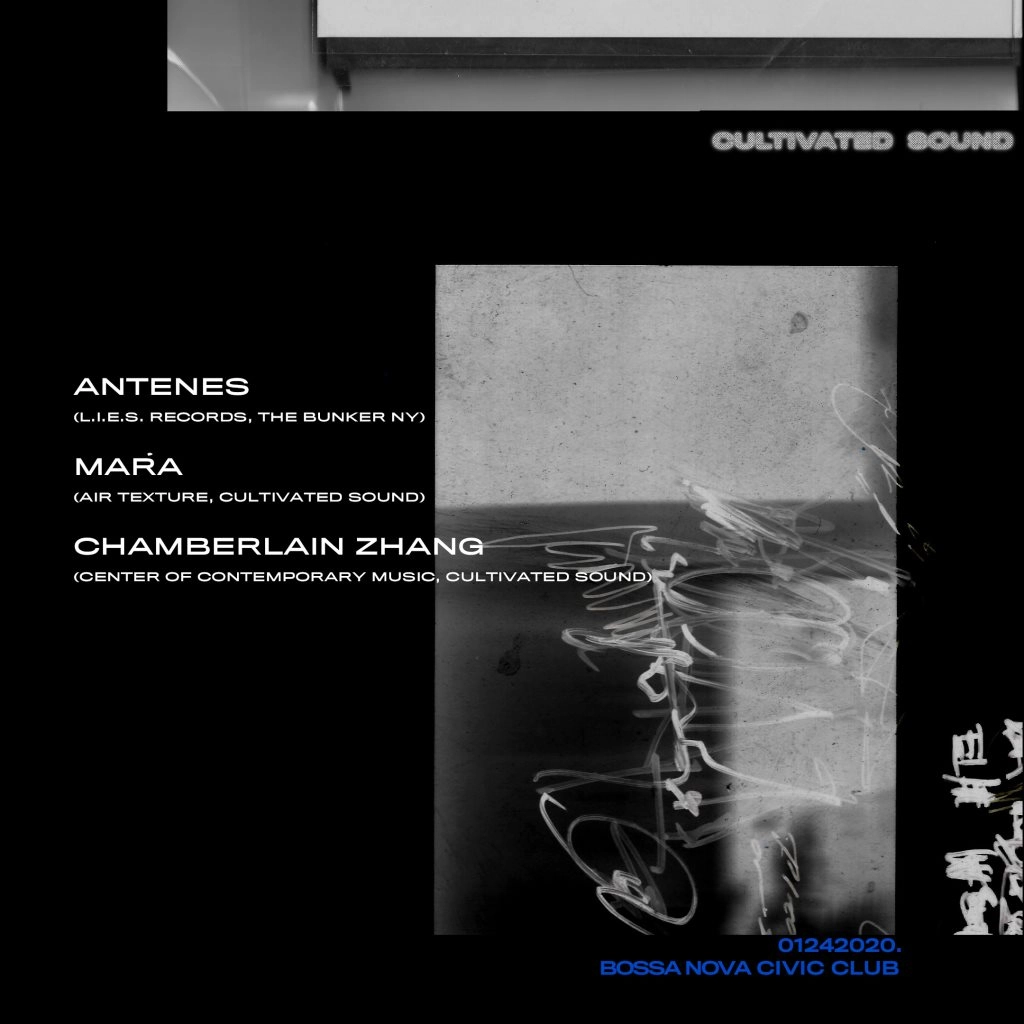 CULTIVATED SOUND
ANTENES
(L.I.E.S. RECORDS, THE BUNKER NY)
MAṘA
(AIR TEXTURE, CULTIVATED SOUND)
CHAMBERLAIN ZHANG
(CENTER OF CONTEMPORARY MUSIC, CULTIVATED SOUND)
01242020.
BOSSA NOVA CIVIC CLUB